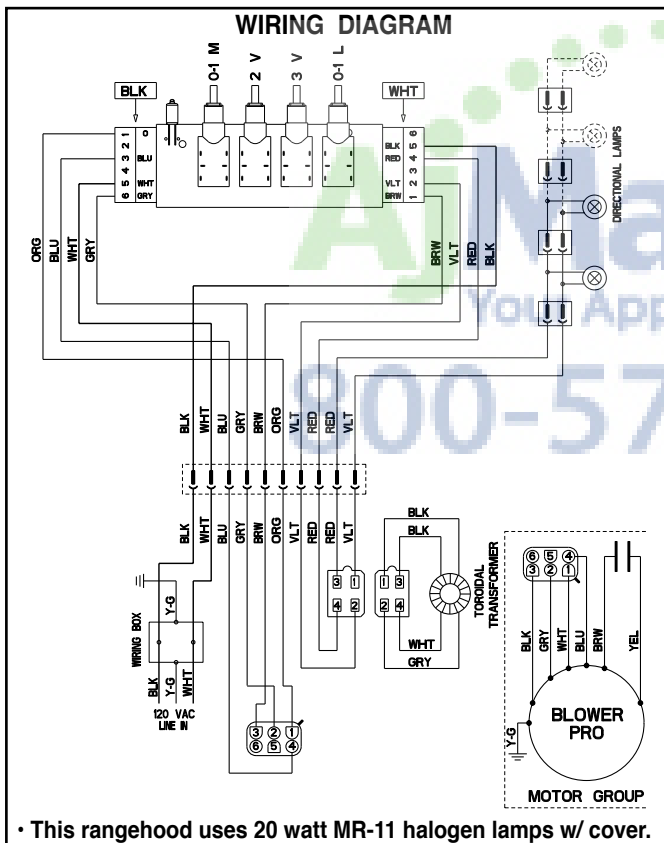 WIRING DIAGRAM
0-1 M
2 V
3 V
0-1 L
BLK
WHT
1 O
2
3 BLU
4
5 WHT
6 GRY
6
BLK 5
RED 4
3
VLT 2
BRW 1
ORG
BLU
WHT
GRY
BRW
VLT
RED
BLK
DIRECTIONAL LAMPS
AjMa
Your App
800-57
BLK
WHT
BLU
GRY
BRW
ORG
VLT
RED
RED
VLT
BLK
WHT
BLU
GRY
BRW
ORG
VLT
RED
RED
VLT
3 1
4 2
1 3
2 4
BLK
BLK
WHT
GRY
TOROIDAL
TRANSFORMER
Y-G
WIRING BOX
BLK
Y-G
WHT
120 VAC
LINE IN
3 2 1
6 5 4
6 5 4
3 2 1
BLK
GRY
WHT
BLU
BRW
YEL
BLOWER
PRO
Y-G
MOTOR GROUP
• This rangehood uses 20 watt MR-11 halogen lamps w/ cover.